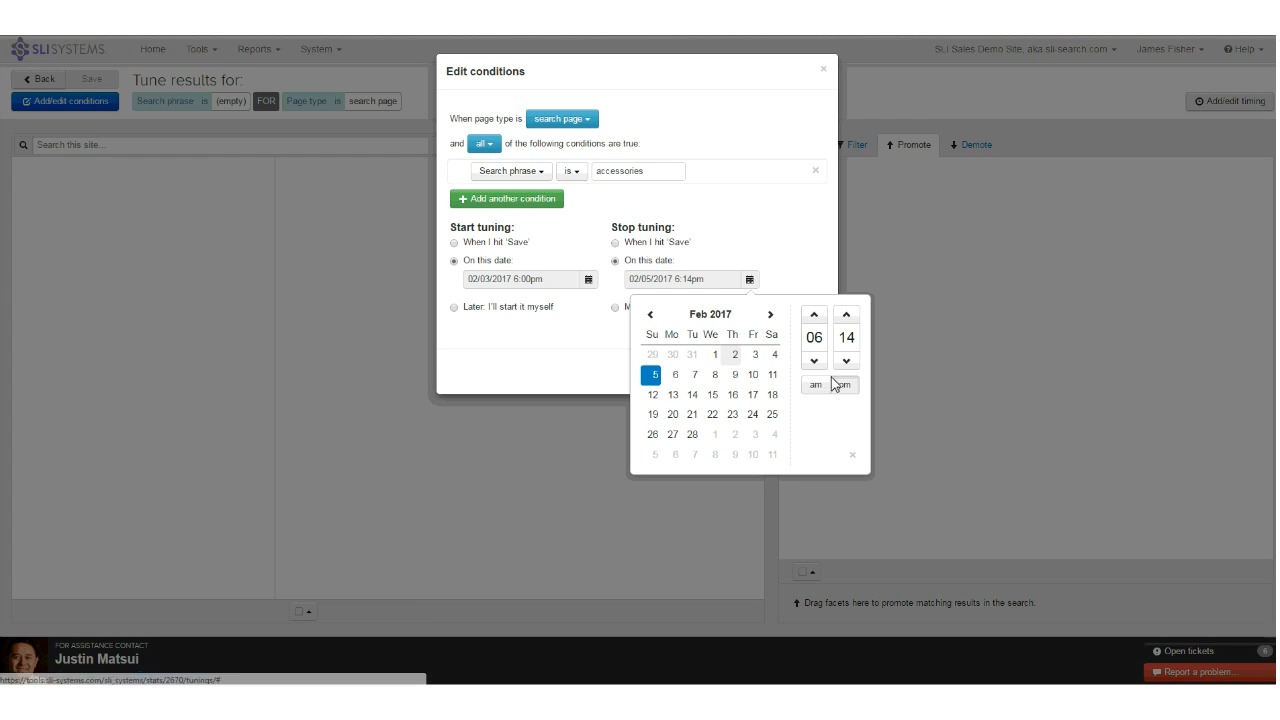 SLISYSTEMS Home Tools Reports System SLI Sales Demo Site, aka sli-search.com James Fisher Help
Back Save Tune results for:
Add/edit conditions Search phrase is (empty) FOR Page type is search page Add/edit timing
Search this site... Filter Promote Demote
Edit conditions ×
When page type is search page
and all of the following conditions are true:
Search phrase is accessories ×
Add another condition
Start tuning: Stop tuning:
When I hit 'Save' When I hit 'Save'
On this date: On this date:
02/03/2017 6:00pm 02/05/2017 6:14pm
Later: I'll start it myself
Feb 2017
Su Mo Tu We Th Fr Sa
29 30 31 1 2 3 4
5 6 7 8 9 10 11
12 13 14 15 16 17 18
19 20 21 22 23 24 25
26 27 28 1 2 3 4
5 6 7 8 9 10 11
06 14
am pm
×
Drag facets here to promote matching results in the search.
FOR ASSISTANCE CONTACT
Justin Matsui
https://tools.sli-systems.com/sli_systems/stats/2670/tunings/#
Open tickets 6
Report a problem...